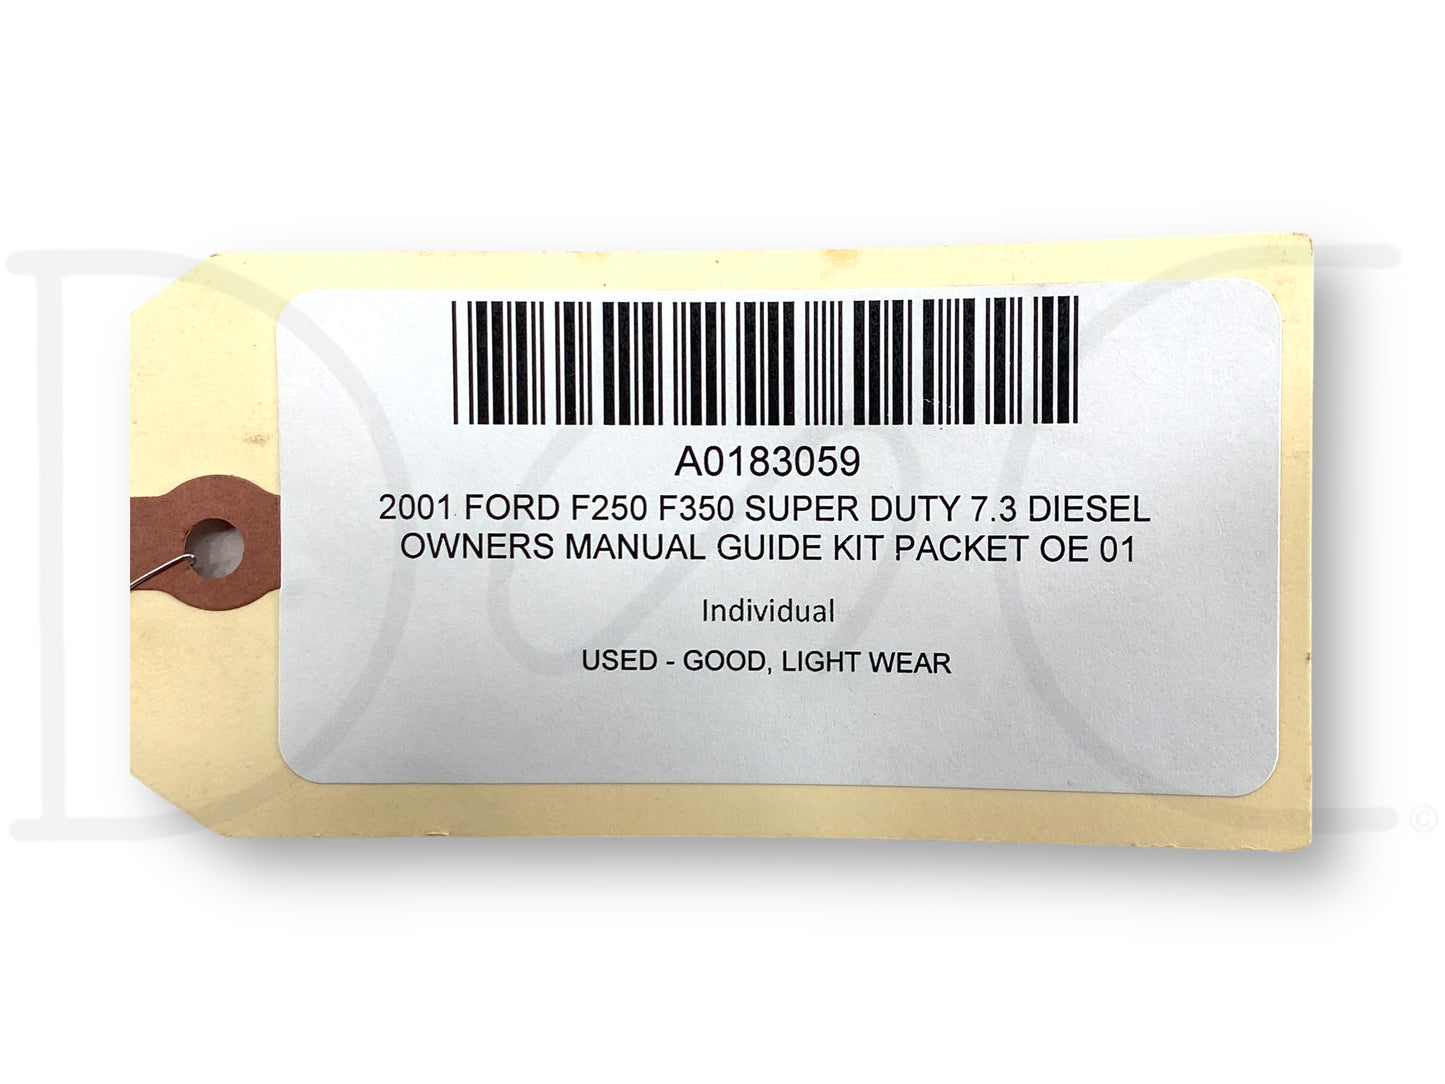 A0183059
2001 FORD F250 F350 SUPER DUTY 7.3 DIESEL
OWNERS MANUAL GUIDE KIT PACKET OE 01
Individual
USED - GOOD, LIGHT WEAR
©